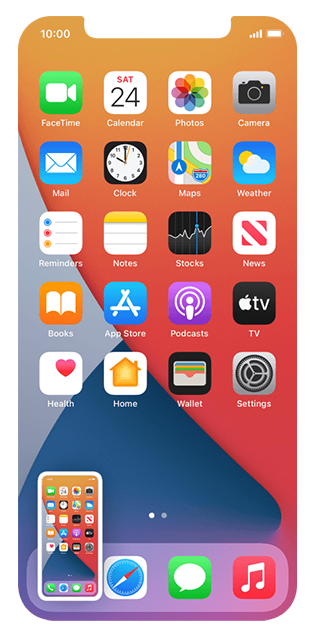 10:00
FaceTime
SAT
24
Calendar
Photos
Camera
Mail
Clock
280
Maps
Weather
Reminders
Notes
Stocks
News
Books
App Store
Podcasts
tv
TV
Health
Home
Wallet
Settings